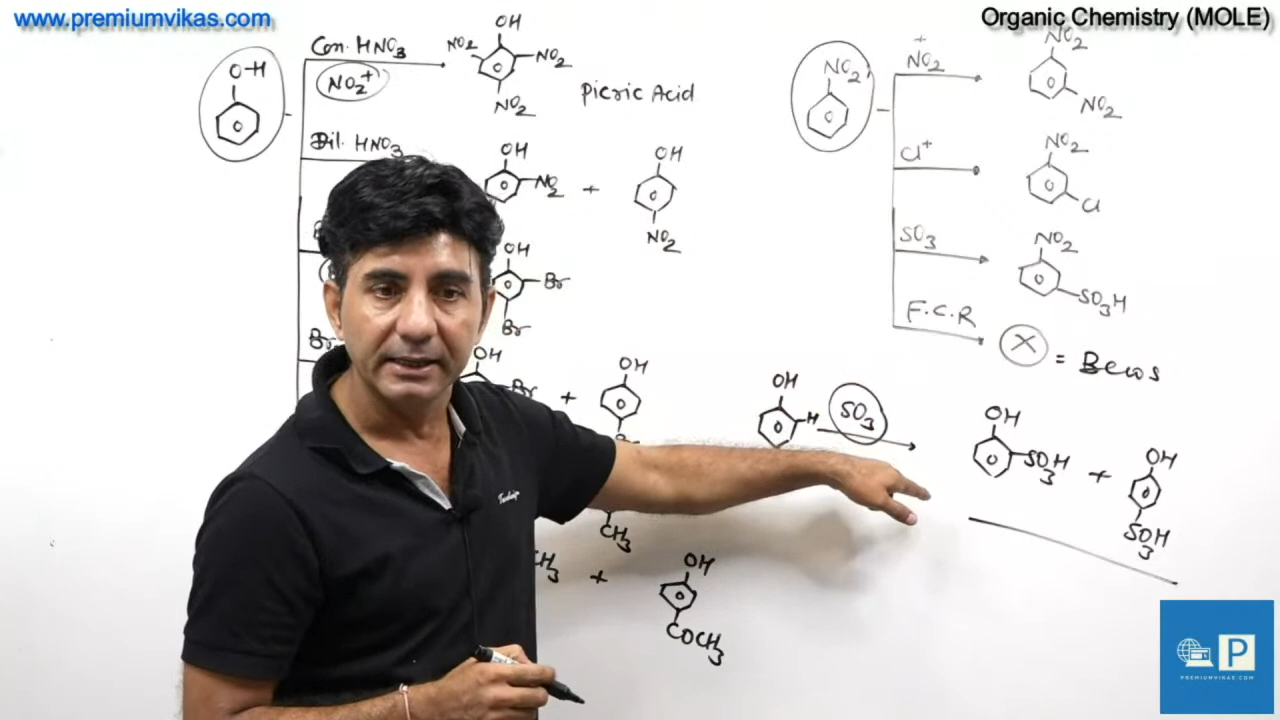 www.premiumvikas.com
Organic Chemistry (MOLE)
O-H
Con. HNO3
NO2+
OH
NO2
NO2
NO2
Picric Acid
Dil. HNO3
OH
NO2
+
OH
NO2
OH
Br
Br
Br
OH
Br
+
OH
CH3
CH3
+
OH
COCH3
NO2
+
NO2
NO2
NO2
Cl+
NO2
Cl
SO3
NO2
SO3H
F.C.R
X
=
OH
H
SO3
OH
SO3H
+
OH
SO3H
P
PREMIUMVIKAS.COM